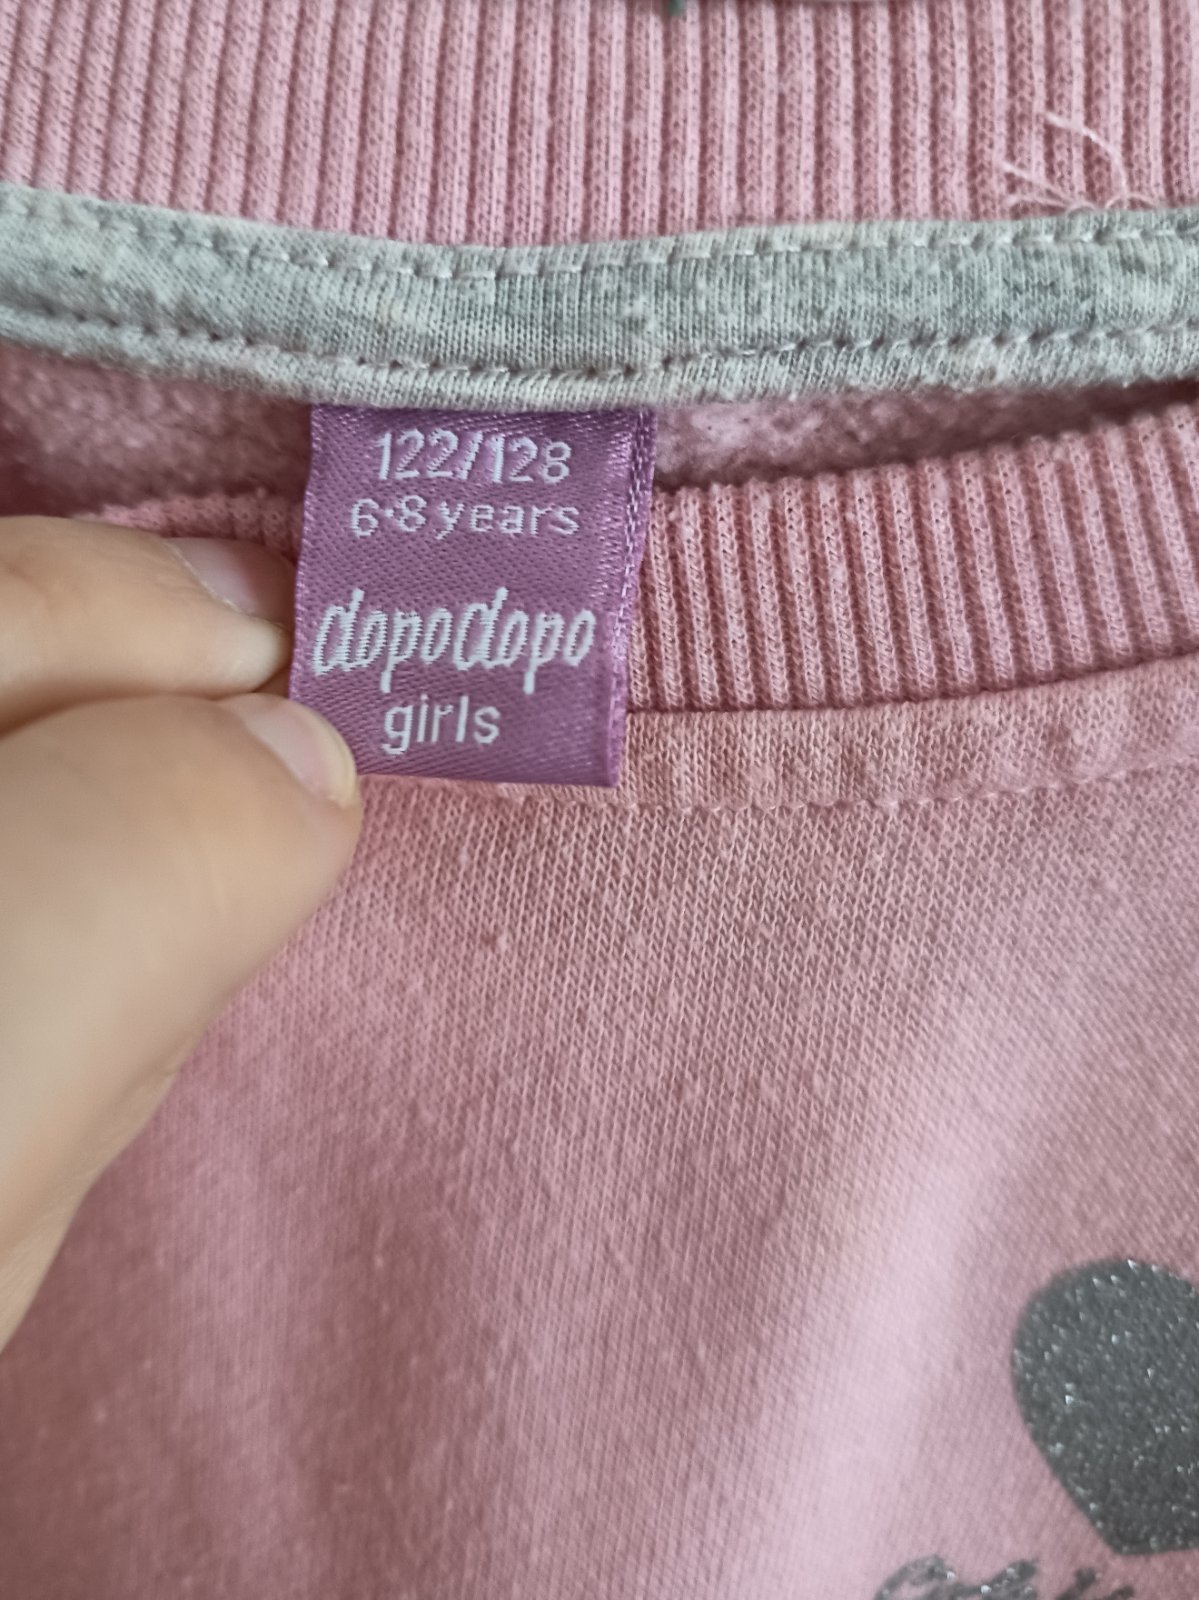 122/128
6-8 years
dopodopo
girls